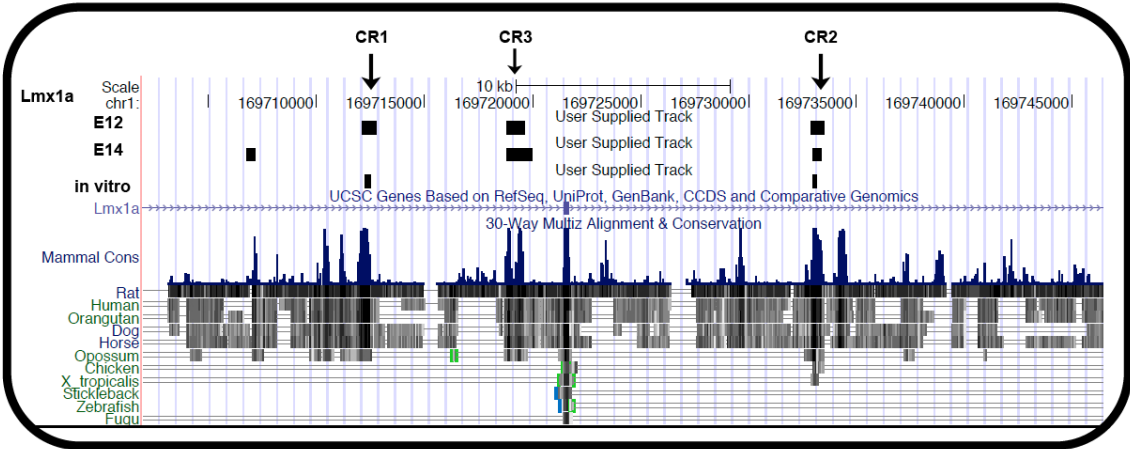 CR1 CR3 CR2
Lmx1a
Scale 10 kb
chr1: 169710000 169715000 169720000 169725000 169730000 169735000 169740000 169745000
E12 User Supplied Track
E14 User Supplied Track
in vitro User Supplied Track
UCSC Genes Based on RefSeq, UniProt, GenBank, CCDS and Comparative Genomics
Lmx1a
30-Way Multiz Alignment & Conservation
Mammal Cons
Rat
Human
Orangutan
Dog
Horse
Opossum
Chicken
X_tropicalis
Stickleback
Zebrafish
Fugu